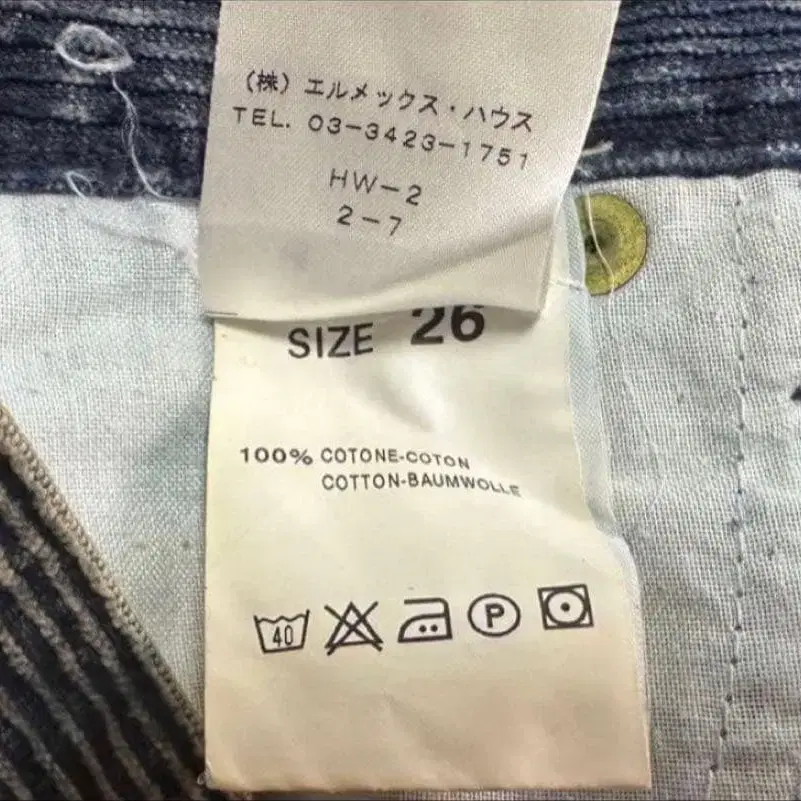 (株)エルメックス・ハウス
TEL. 03-3423-1751
HW-2
2-7
SIZE 26
100% COTONE-COTON
COTTON-BAUMWOLLE
40 P